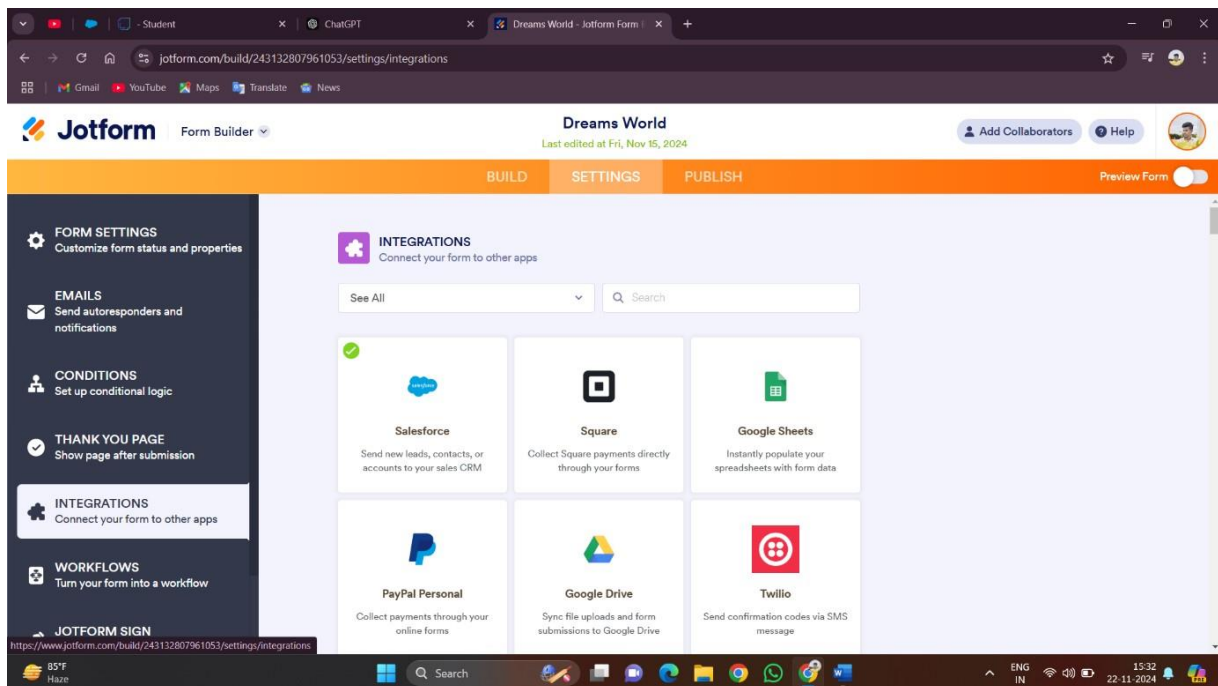 - Student
ChatGPT
Dreams World - Jotform Form
jotform.com/build/243132807961053/settings/integrations
Gmail YouTube Maps Translate News
Jotform Form Builder
Dreams World
Last edited at Fri, Nov 15, 2024
Add Collaborators
Help
BUILD SETTINGS PUBLISH
Preview Form
FORM SETTINGS
Customize form status and properties
EMAILS
Send autoresponders and
notifications
CONDITIONS
Set up conditional logic
THANK YOU PAGE
Show page after submission
INTEGRATIONS
Connect your form to other apps
WORKFLOWS
Turn your form into a workflow
JOTFORM SIGN
INTEGRATIONS
Connect your form to other apps
See All
Search
salesforce
Salesforce
Send new leads, contacts, or
accounts to your sales CRM
Square
Collect Square payments directly
through your forms
Google Sheets
Instantly populate your
spreadsheets with form data
PayPal Personal
Collect payments through your
online forms
Google Drive
Sync file uploads and form
submissions to Google Drive
Twilio
Send confirmation codes via SMS
message
https://www.jotform.com/build/243132807961053/settings/integrations
85°F
Haze
Search
ENG
IN
15:32
22-11-2024